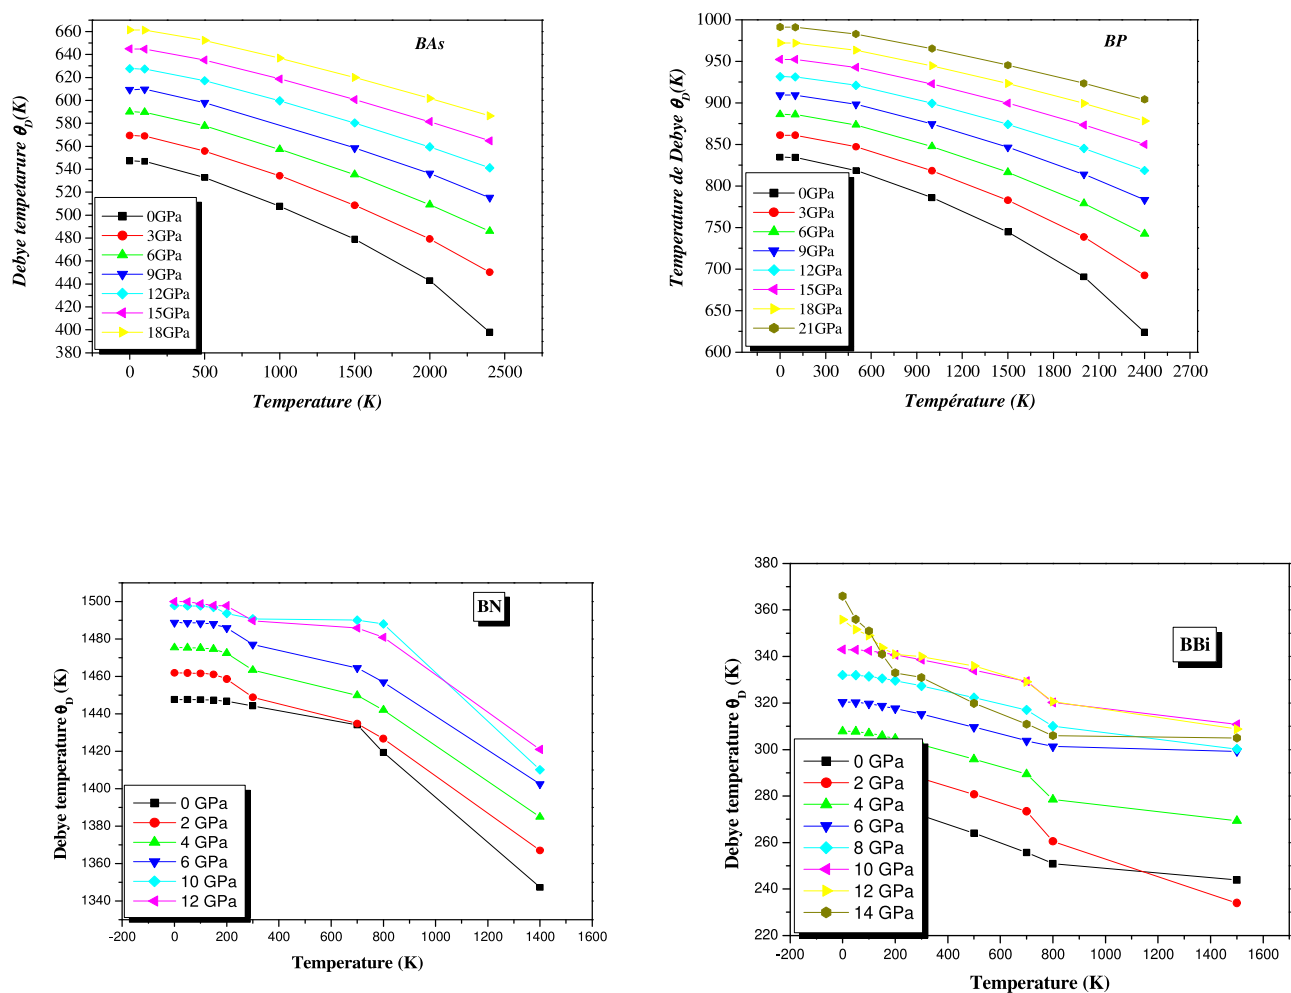 BAs
Debye tempetarure θD(K)
660
640
620
600
580
560
540
520
500
480
460
440
420
400
380
0GPa
3GPa
6GPa
9GPa
12GPa
15GPa
18GPa
0 500 1000 1500 2000 2500
Temperature (K)
BP
Temperature de Debye θD(K)
1000
950
900
850
800
750
700
650
600
0GPa
3GPa
6GPa
9GPa
12GPa
15GPa
18GPa
21GPa
0 300 600 900 1200 1500 1800 2100 2400 2700
Température (K)
BN
Debye temperature θD (K)
1500
1480
1460
1440
1420
1400
1380
1360
1340
0 GPa
2 GPa
4 GPa
6 GPa
10 GPa
12 GPa
-200 0 200 400 600 800 1000 1200 1400 1600
Temperature (K)
BBi
Debye temperature θD (K)
380
360
340
320
300
280
260
240
220
0 GPa
2 GPa
4 GPa
6 GPa
8 GPa
10 GPa
12 GPa
14 GPa
-200 0 200 400 600 800 1000 1200 1400 1600
Temperature (K)